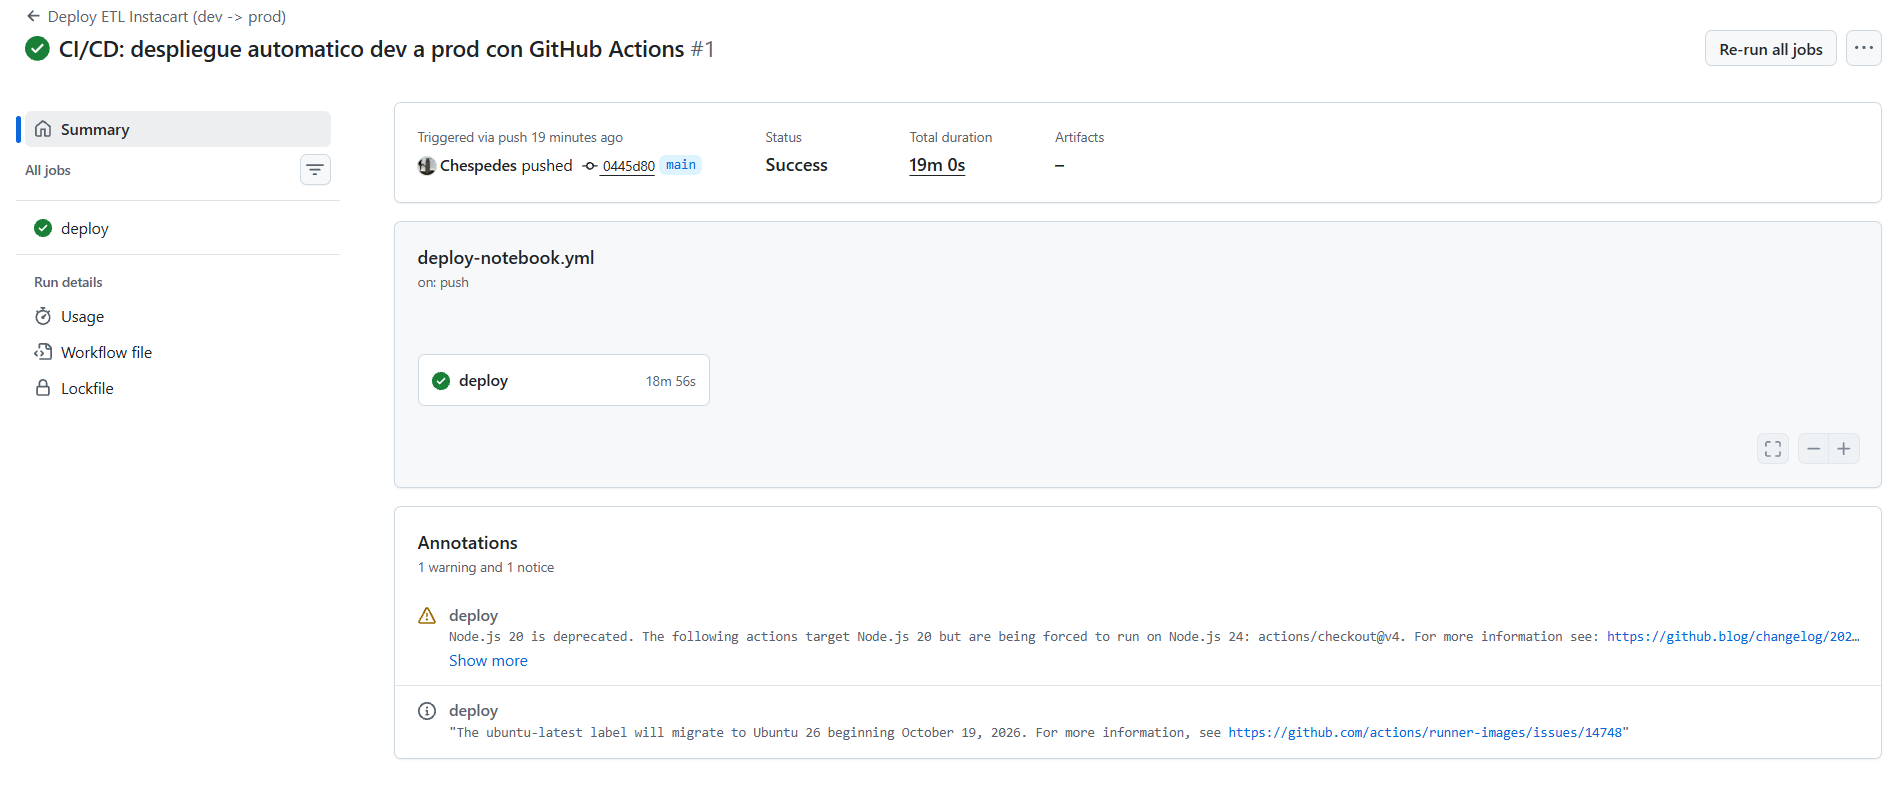 Deploy ETL Instacart (dev -> prod)
CI/CD: despliegue automatico dev a prod con GitHub Actions #1
Re-run all jobs
Summary
All jobs
deploy
Run details
Usage
Workflow file
Lockfile
Triggered via push 19 minutes ago
Chespedes pushed 0445d80 main
Status
Success
Total duration
19m 0s
Artifacts
–
deploy-notebook.yml
on: push
deploy 18m 56s
Annotations
1 warning and 1 notice
deploy
Node.js 20 is deprecated. The following actions target Node.js 20 but are being forced to run on Node.js 24: actions/checkout@v4. For more information see: https://github.blog/changelog/202…
Show more
deploy
"The ubuntu-latest label will migrate to Ubuntu 26 beginning October 19, 2026. For more information, see https://github.com/actions/runner-images/issues/14748"